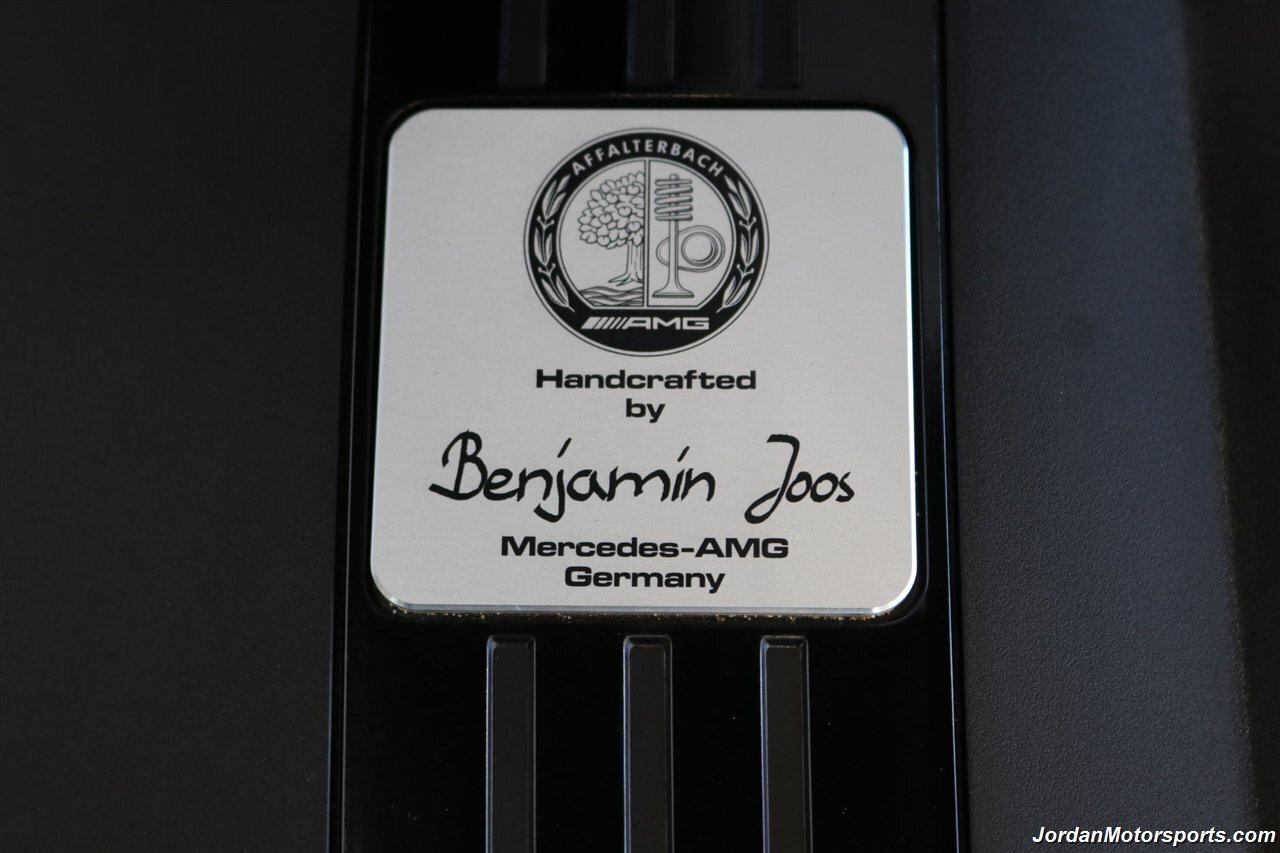 AFFALTERBACH
AMG
Handcrafted
by
Benjamin Joos
Mercedes-AMG
Germany
JordanMotorsports.com